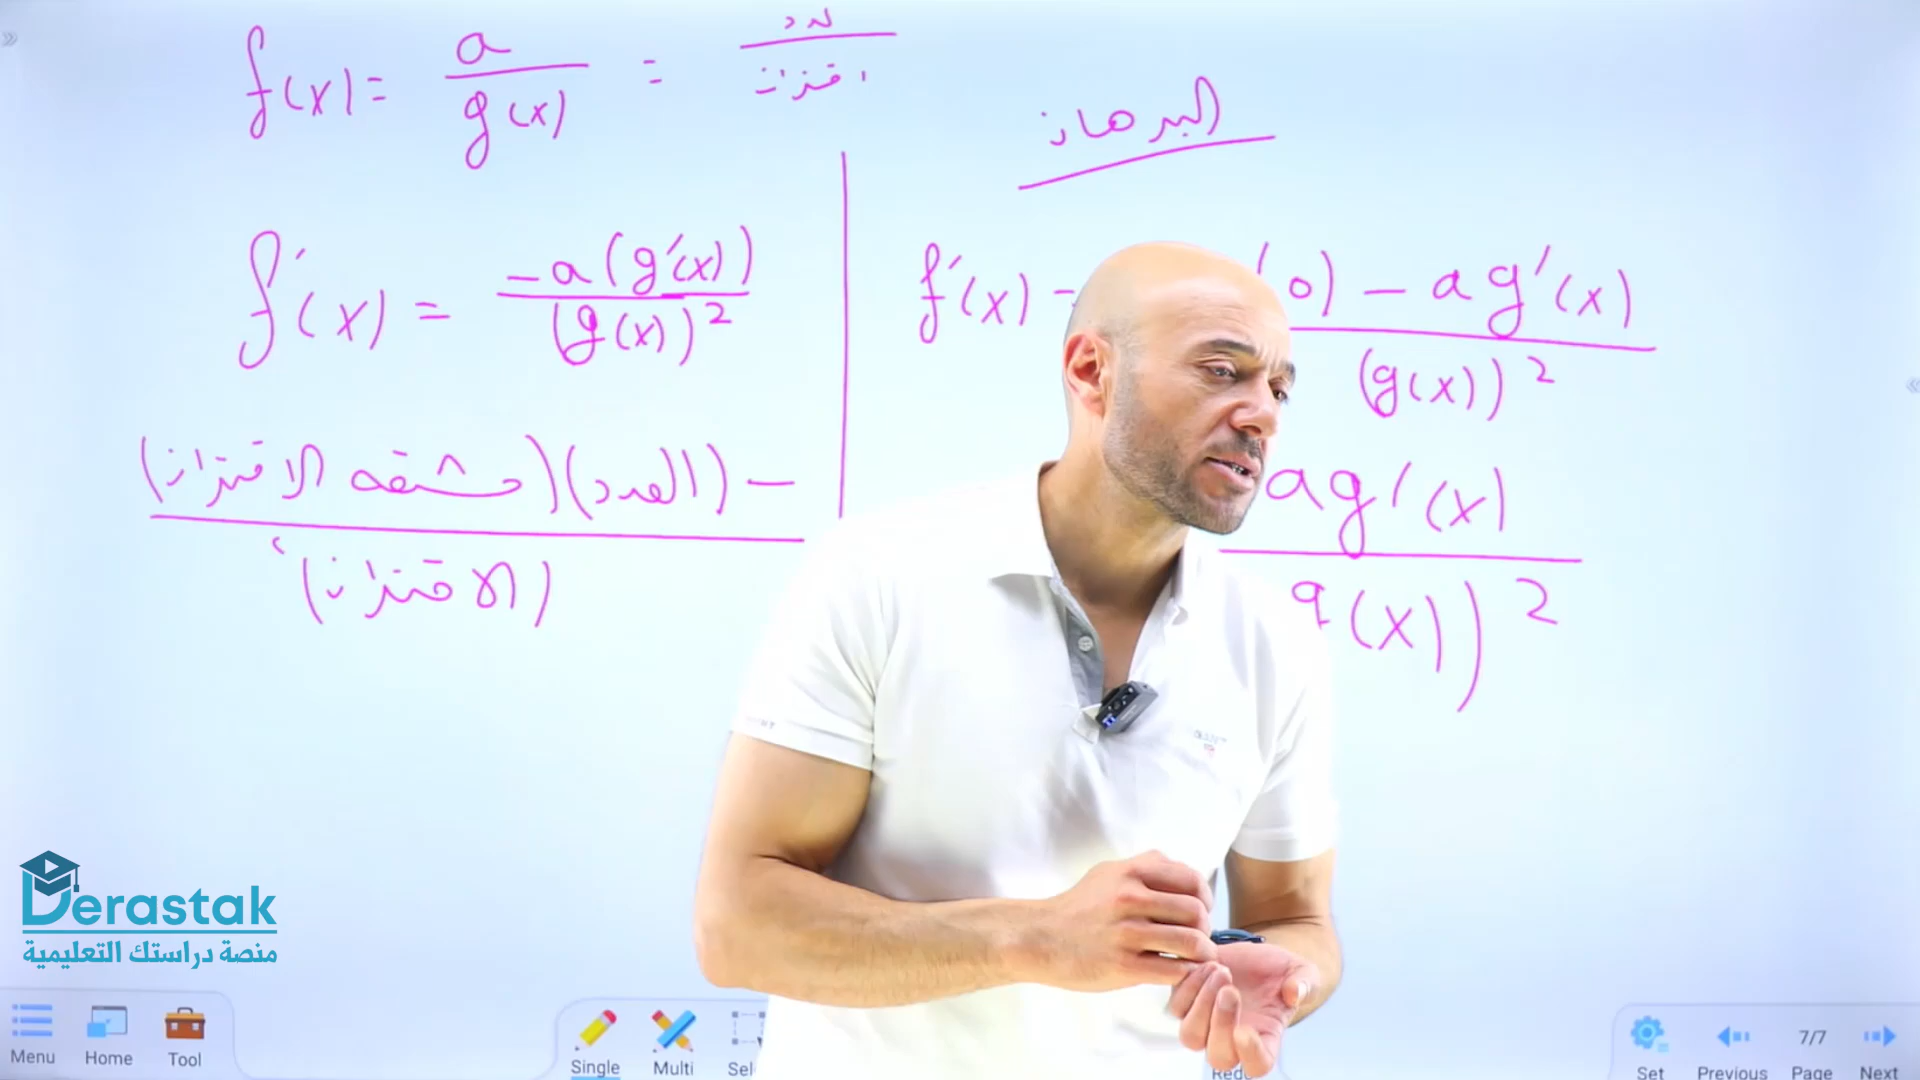 f(x) = a / g(x) = عدد / اقتران
البرهان
f'(x) = -a(g'(x)) / (g(x))²
f'(x) = (0) - a g'(x) / (g(x))²
- (العدد)(مشتقة الاقتران) / (الاقتران)²
ag'(x) / g(x))²
Derastak
منصة دراستك التعليمية
Menu Home Tool Single Multi Set Previous 7/7 Page Next